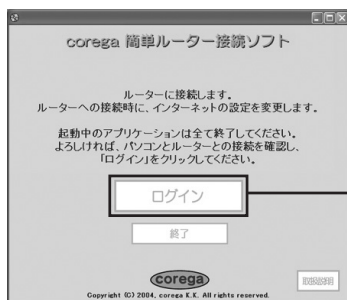 corega 簡単ルーター接続ソフト
ルーターに接続します。
ルーターへの接続時に、インターネットの設定を変更します。
起動中のアプリケーションは全て終了してください。
よろしければ、パソコンとルーターとの接続を確認し、
「ログイン」をクリックしてください。
ログイン
終了
corega
Copyright (C) 2004, corega K.K. All rights reserved.